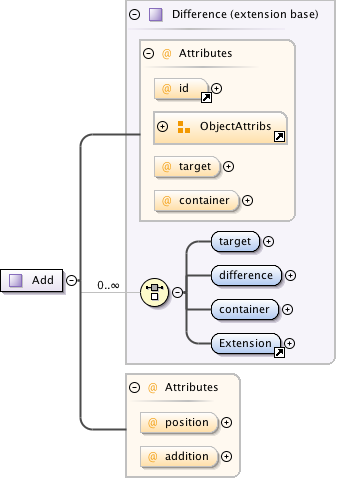 Difference (extension base)
@ Attributes
@ id
ObjectAttribs
@ target
@ container
Add
0..∞
target
difference
container
Extension
@ Attributes
@ position
@ addition